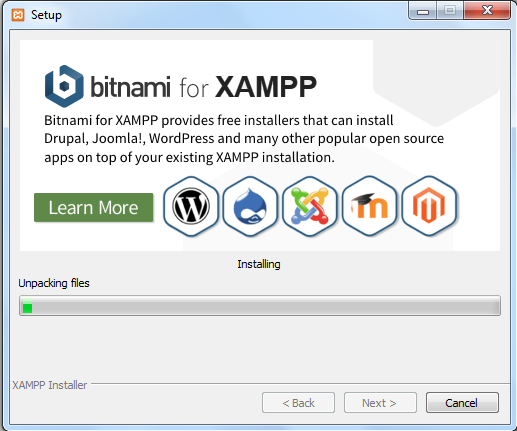 Setup
bitnami for XAMPP
Bitnami for XAMPP provides free installers that can install
Drupal, Joomla!, WordPress and many other popular open source
apps on top of your existing XAMPP installation.
Learn More
Installing
Unpacking files
XAMPP Installer
< Back
Next >
Cancel